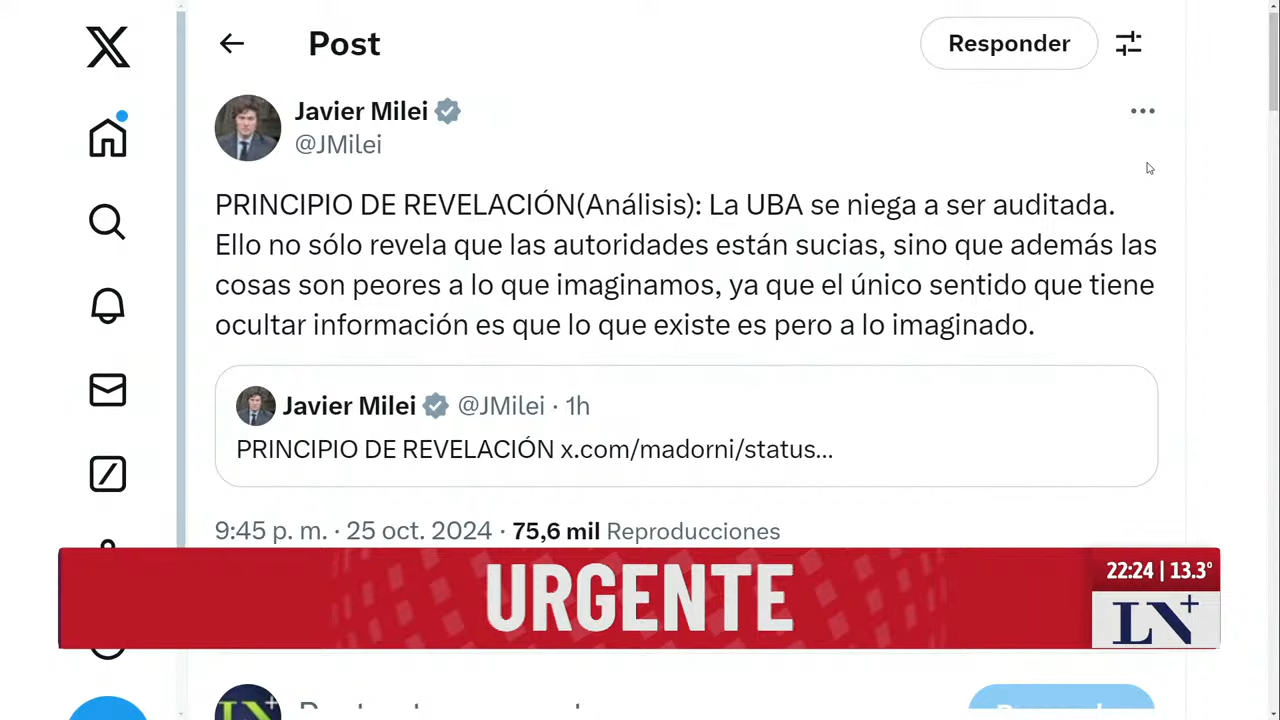 Post
Responder
Javier Milei
@JMilei
PRINCIPIO DE REVELACIÓN(Análisis): La UBA se niega a ser auditada.
Ello no sólo revela que las autoridades están sucias, sino que además las
cosas son peores a lo que imaginamos, ya que el único sentido que tiene
ocultar información es que lo que existe es pero a lo imaginado.
Javier Milei @JMilei · 1h
PRINCIPIO DE REVELACIÓN x.com/madorni/status...
9:45 p. m. · 25 oct. 2024 · 75,6 mil Reproducciones
URGENTE
22:24 | 13.3°
LN+
LN+